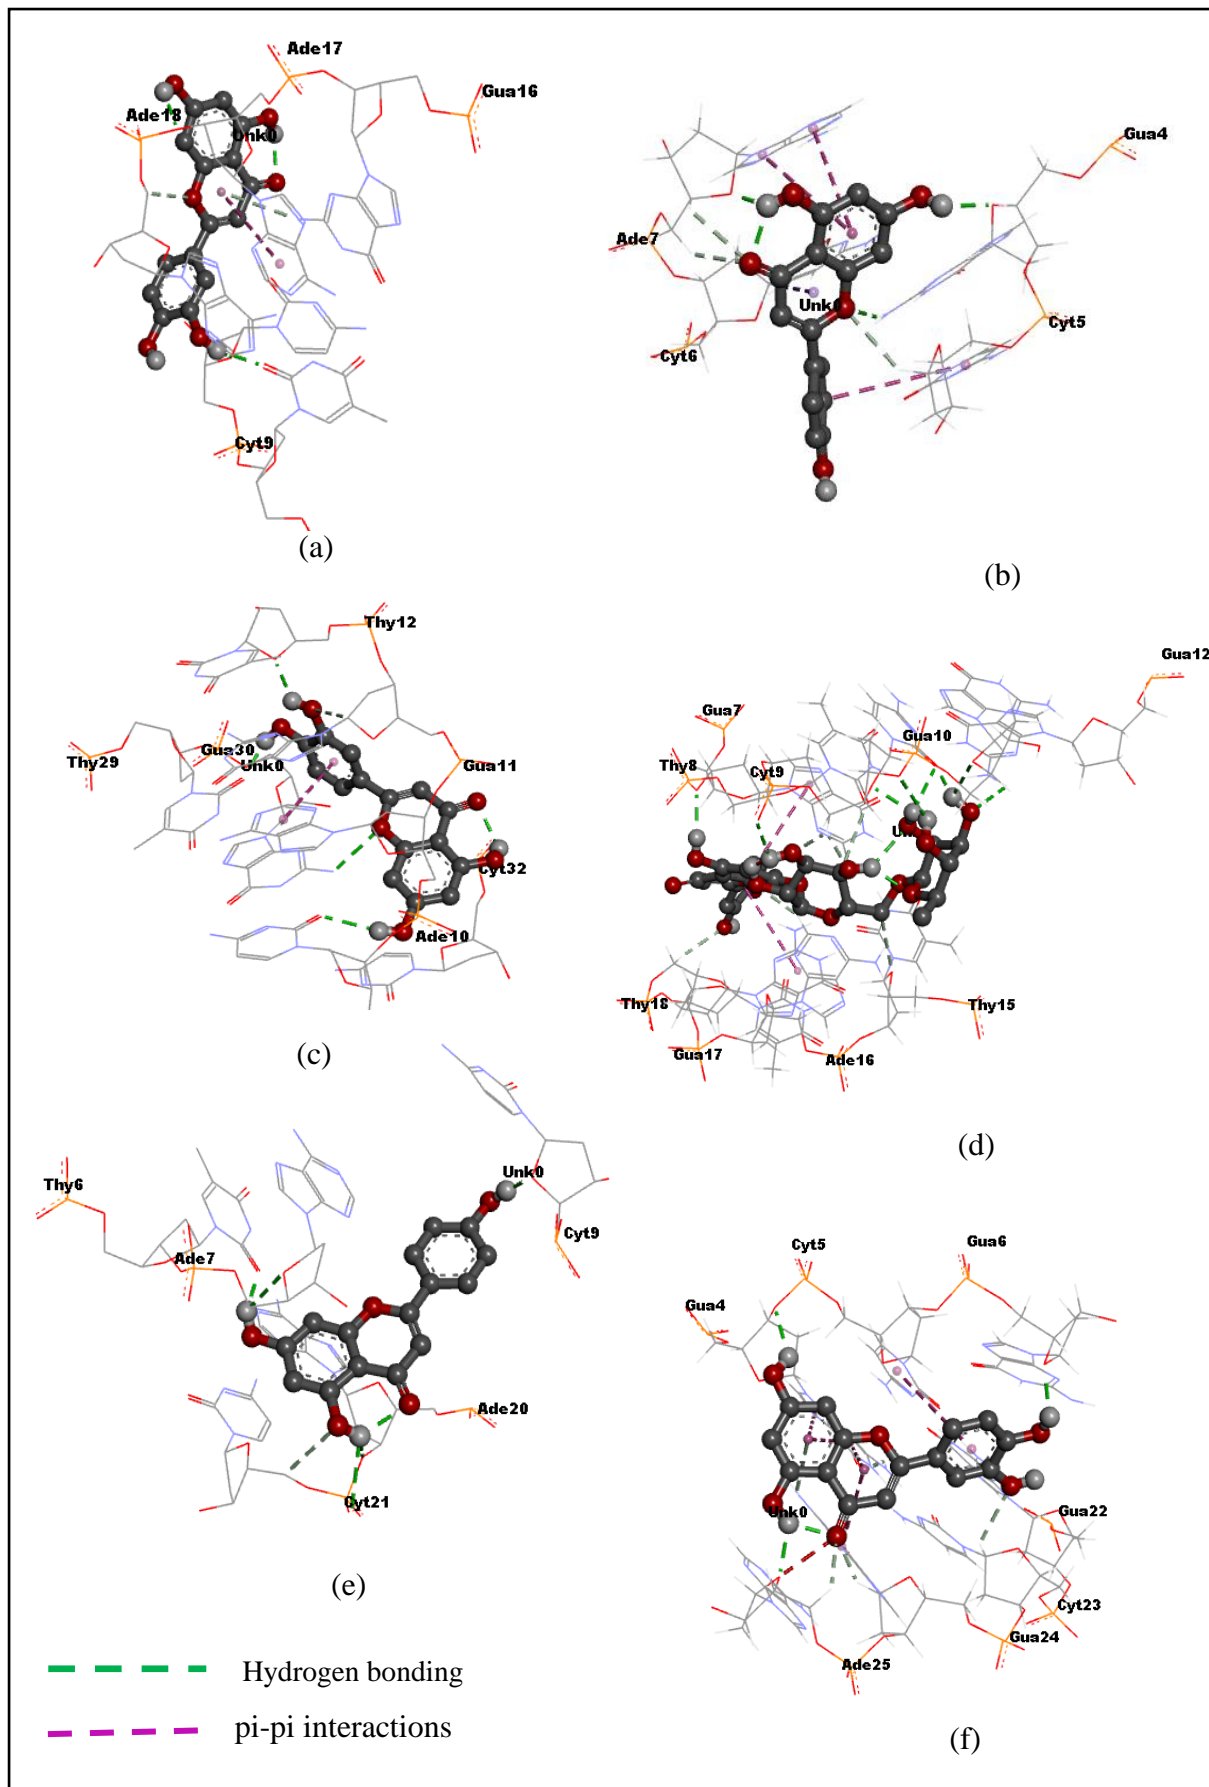 Ade17
Gua16
Ade18
Unk0
Cyt9
(a)
Gua4
Ade7
Unk0
Cyt5
Cyt6
(b)
Thy12
Gua30
Thy29
Unk0
Gua11
Cyt32
Ade10
(c)
Gua12
Gua7
Gua10
Thy8
Cyt9
Thy18
Thy15
Gua17
Ade16
(d)
Unk0
Thy6
Cyt9
Ade7
Ade20
Cyt21
(e)
Cyt5
Gua6
Gua4
Unk0
Gua22
Cyt23
Gua24
Ade25
(f)
Hydrogen bonding
pi-pi interactions